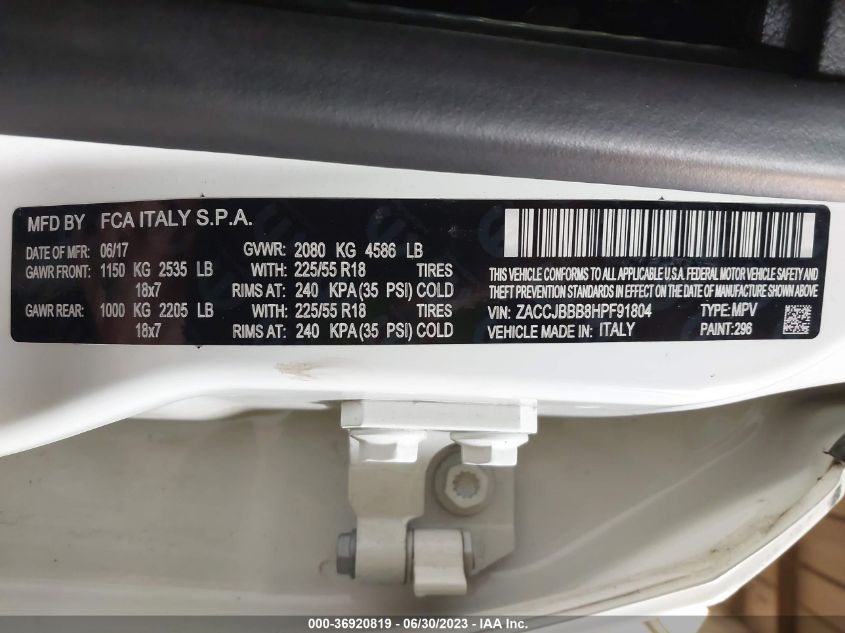 MFD BY FCA ITALY S.P.A.
DATE OF MFR: 06/17 GVWR: 2080 KG 4586 LB
GAWR FRONT: 1150 KG 2535 LB WITH: 225/55 R18 TIRES
18x7 RIMS AT: 240 KPA (35 PSI) COLD
GAWR REAR: 1000 KG 2205 LB WITH: 225/55 R18 TIRES
18x7 RIMS AT: 240 KPA (35 PSI) COLD
THIS VEHICLE CONFORMS TO ALL APPLICABLE U.S.A. FEDERAL MOTOR VEHICLE SAFETY AND
THEFT PREVENTION STANDARDS IN EFFECT ON THE DATE OF MANUFACTURE SHOWN ABOVE
VIN: ZACCJBBB8HPF91804 TYPE: MPV
VEHICLE MADE IN: ITALY PAINT: 296
000-36920819 - 06/30/2023 - IAA Inc.